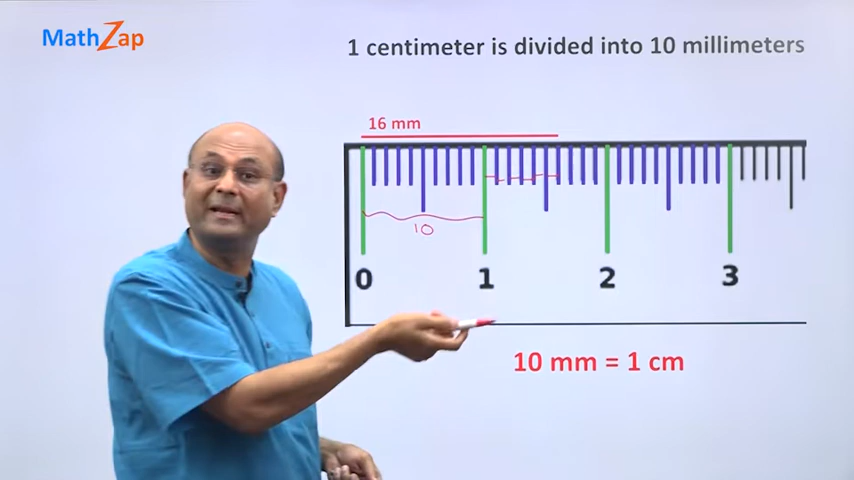 MathZap
1 centimeter is divided into 10 millimeters
16 mm
10
0 1 2 3
10 mm = 1 cm